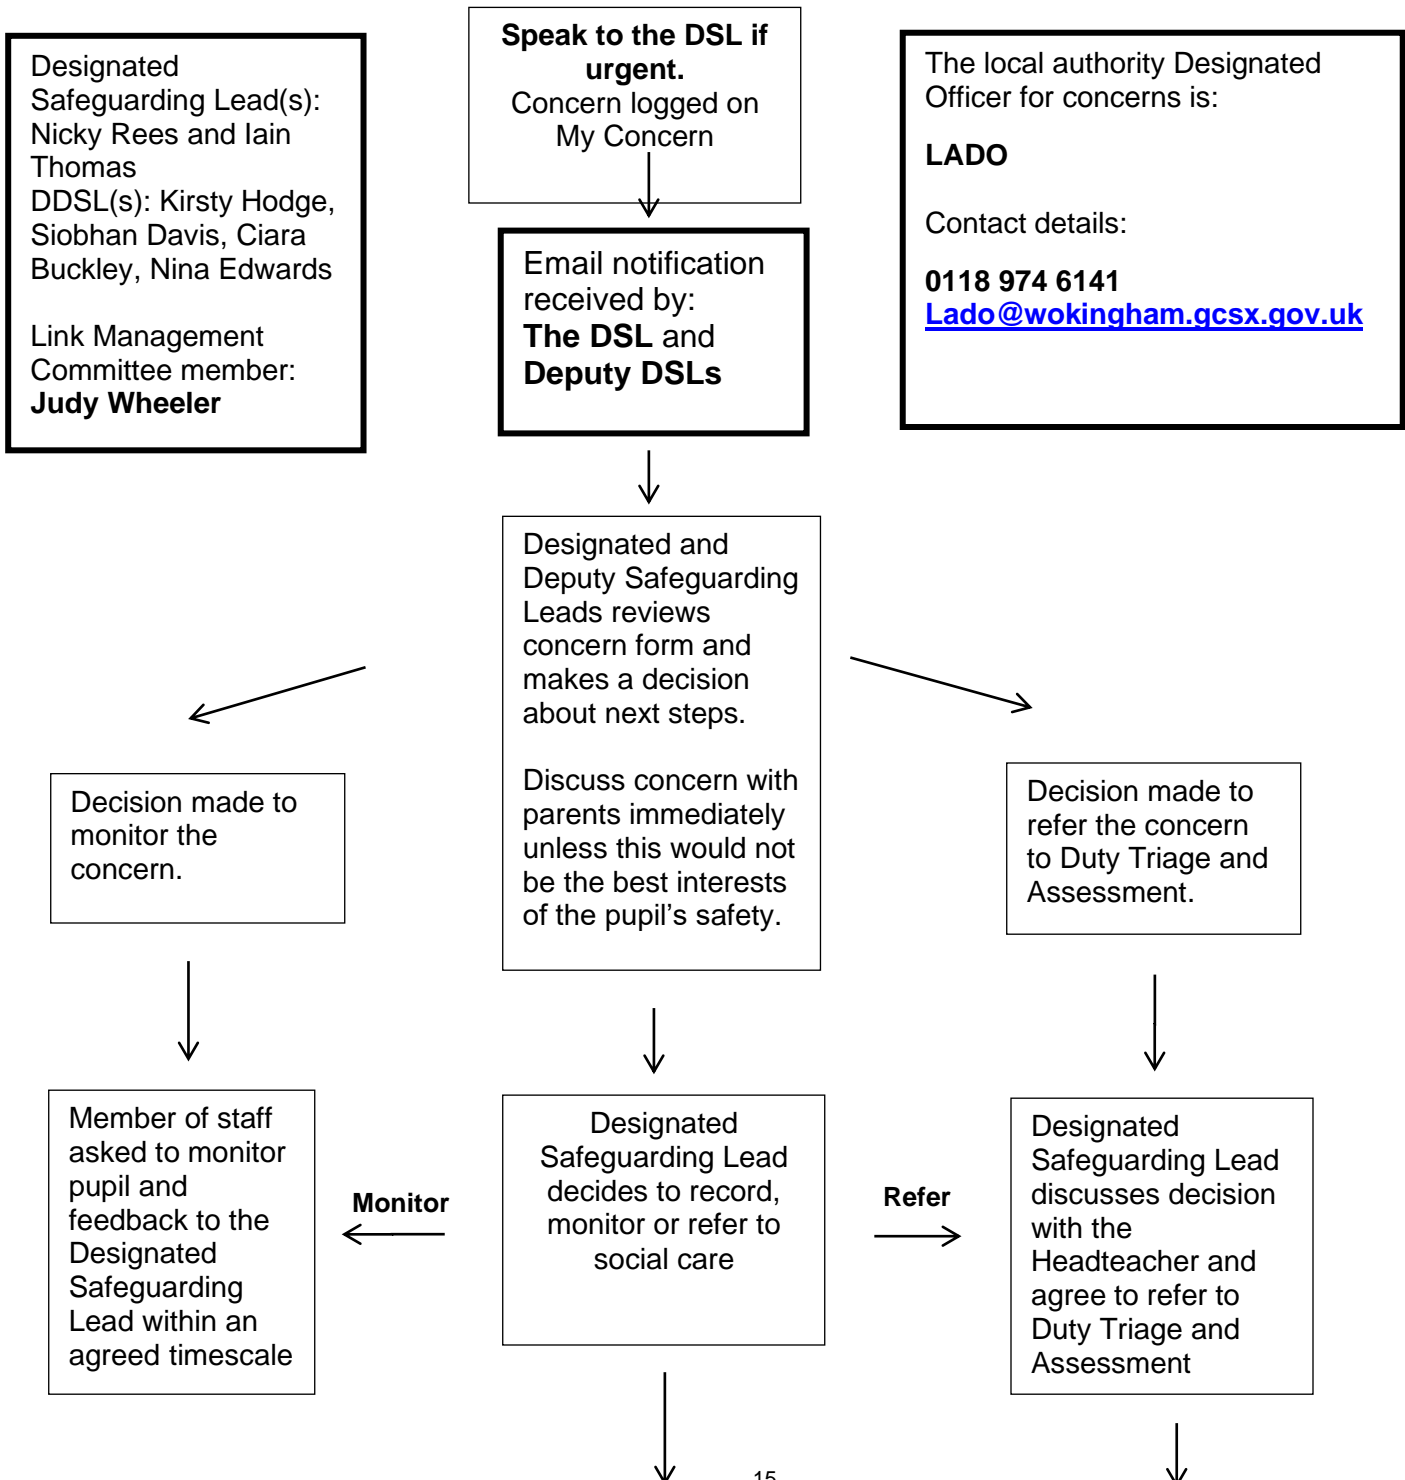 Designated
Safeguarding Lead(s):
Nicky Rees and Iain
Thomas
DDSL(s): Kirsty Hodge,
Siobhan Davis, Ciara
Buckley, Nina Edwards
Link Management
Committee member:
Judy Wheeler
Speak to the DSL if
urgent.
Concern logged on
My Concern
The local authority Designated
Officer for concerns is:
LADO
Contact details:
0118 974 6141
Lado@wokingham.gcsx.gov.uk
Email notification
received by:
The DSL and
Deputy DSLs
Designated and
Deputy Safeguarding
Leads reviews
concern form and
makes a decision
about next steps.
Discuss concern with
parents immediately
unless this would not
be the best interests
of the pupil’s safety.
Decision made to
monitor the
concern.
Decision made to
refer the concern
to Duty Triage and
Assessment.
Member of staff
asked to monitor
pupil and
feedback to the
Designated
Safeguarding
Lead within an
agreed timescale
Monitor
Designated
Safeguarding Lead
decides to record,
monitor or refer to
social care
Refer
Designated
Safeguarding Lead
discusses decision
with the
Headteacher and
agree to refer to
Duty Triage and
Assessment
15